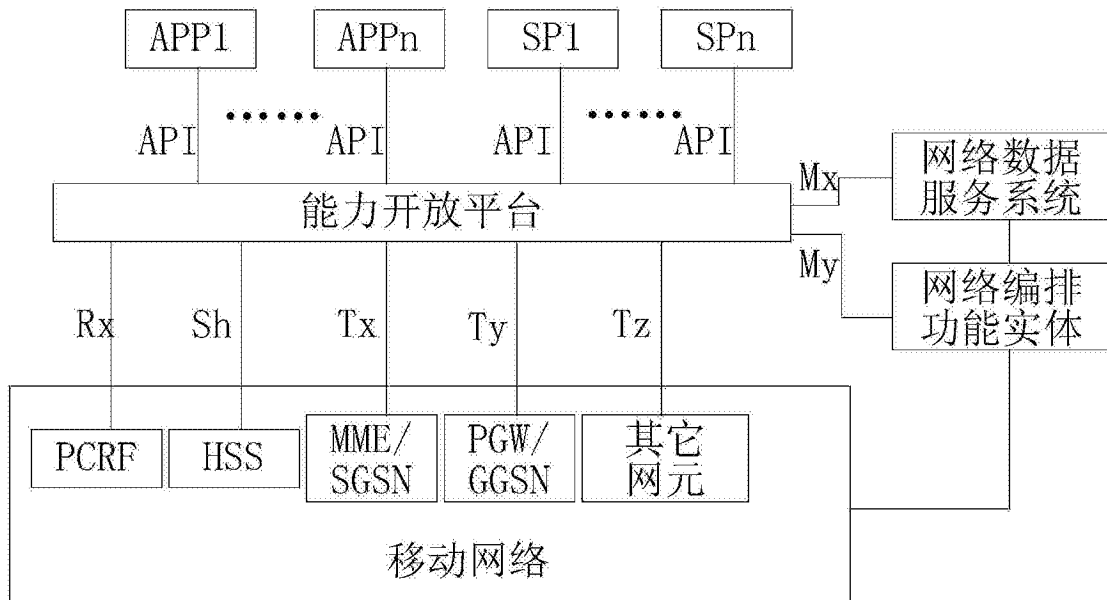 APP1
APPn
SP1
SPn
API
API
API
API
能力开放平台
Mx
网络数据
服务系统
My
网络编排
功能实体
Rx
Sh
Tx
Ty
Tz
PCRF
HSS
MME/
SGSN
PGW/
GGSN
其它
网元
移动网络